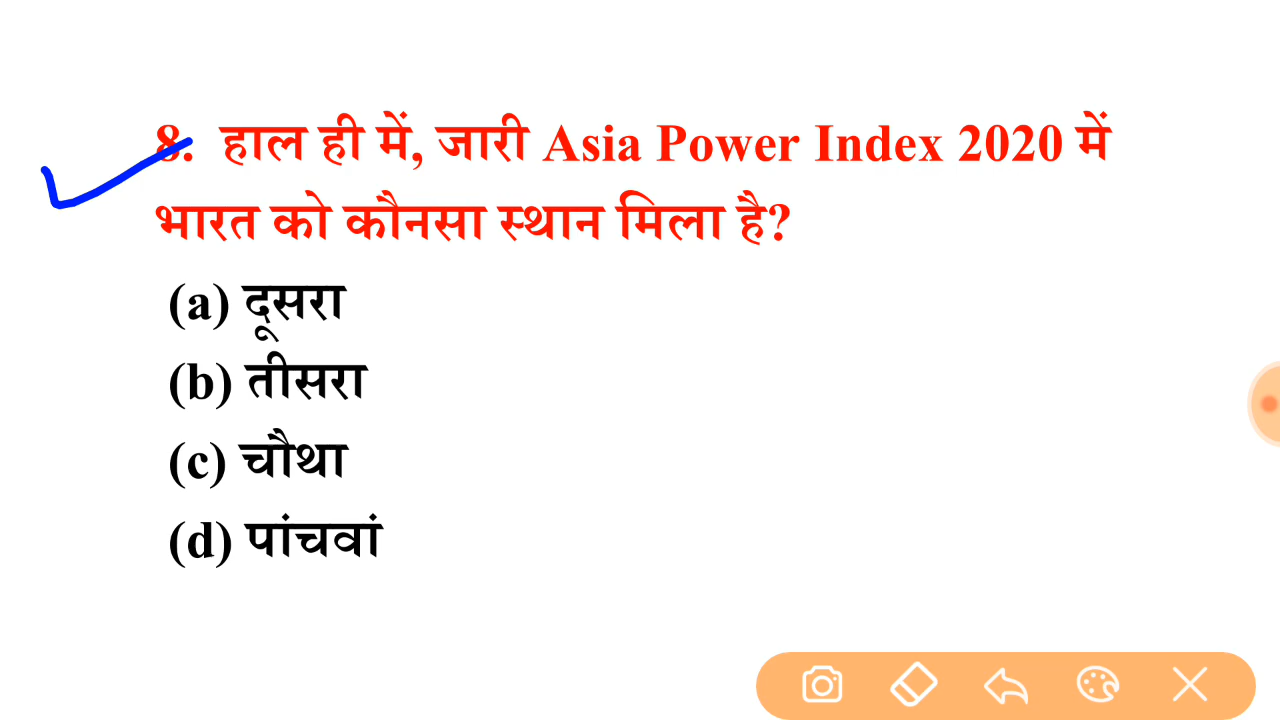 8. हाल ही में, जारी Asia Power Index 2020 में
भारत को कौनसा स्थान मिला है?
(a) दूसरा
(b) तीसरा
(c) चौथा
(d) पांचवां